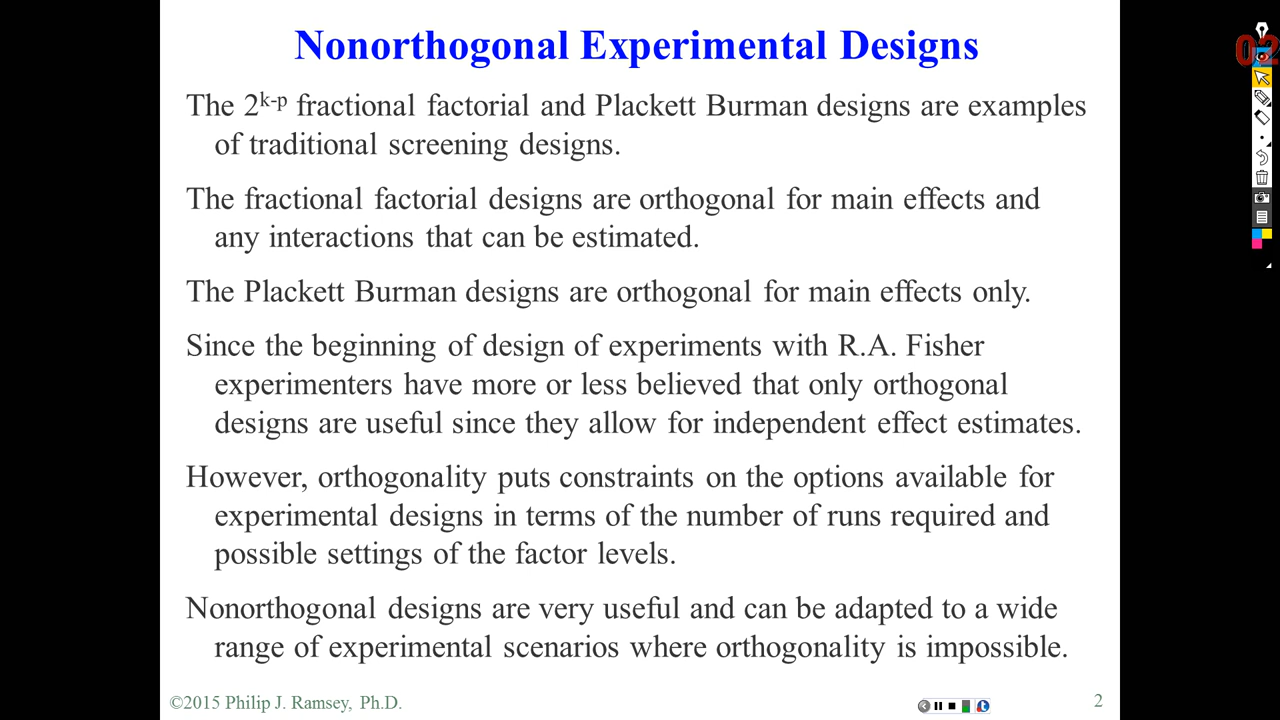 Nonorthogonal Experimental Designs
The 2k-p fractional factorial and Plackett Burman designs are examples
of traditional screening designs.
The fractional factorial designs are orthogonal for main effects and
any interactions that can be estimated.
The Plackett Burman designs are orthogonal for main effects only.
Since the beginning of design of experiments with R.A. Fisher
experimenters have more or less believed that only orthogonal
designs are useful since they allow for independent effect estimates.
However, orthogonality puts constraints on the options available for
experimental designs in terms of the number of runs required and
possible settings of the factor levels.
Nonorthogonal designs are very useful and can be adapted to a wide
range of experimental scenarios where orthogonality is impossible.
©2015 Philip J. Ramsey, Ph.D.
2